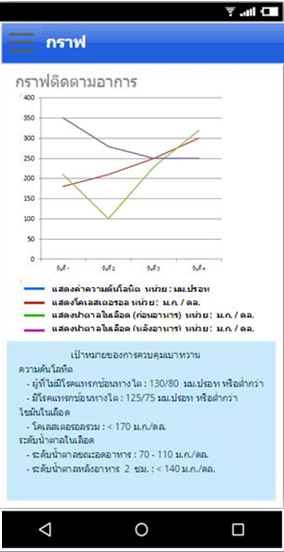 กราฟ
กราฟติดตามอาการ
400
350
300
250
200
150
100
50
0
วันที่ 1 วันที่ 2 วันที่ 3 วันที่ 4
แสดงค่าความดันโลหิต หน่วย : มม.ปรอท
แสดงโคเลสเตอรอล หน่วย : ม.ก. / ดล.
แสดงน้ำตาลในเลือด (ก่อนอาหาร) หน่วย : ม.ก. / ดล.
แสดงน้ำตาลในเลือด (หลังอาหาร) หน่วย : ม.ก. / ดล.
เป้าหมายของการควบคุมเบาหวาน
ความดันโลหิต
- ผู้ที่ไม่มีโรคแทรกซ้อนทางไต : 130/80 มม.ปรอท หรือต่ำกว่า
- มีโรคแทรกซ้อนทางไต : 125/75 มม.ปรอท หรือต่ำกว่า
ไขมันในเลือด
- โคเลสเตอรอลรวม : < 170 ม.ก./ดล.
ระดับน้ำตาลในเลือด
- ระดับน้ำตาลขณะอดอาหาร : 70 - 110 ม.ก./ดล.
- ระดับน้ำตาลหลังอาหาร 2 ชม. : < 140 ม.ก./ดล.